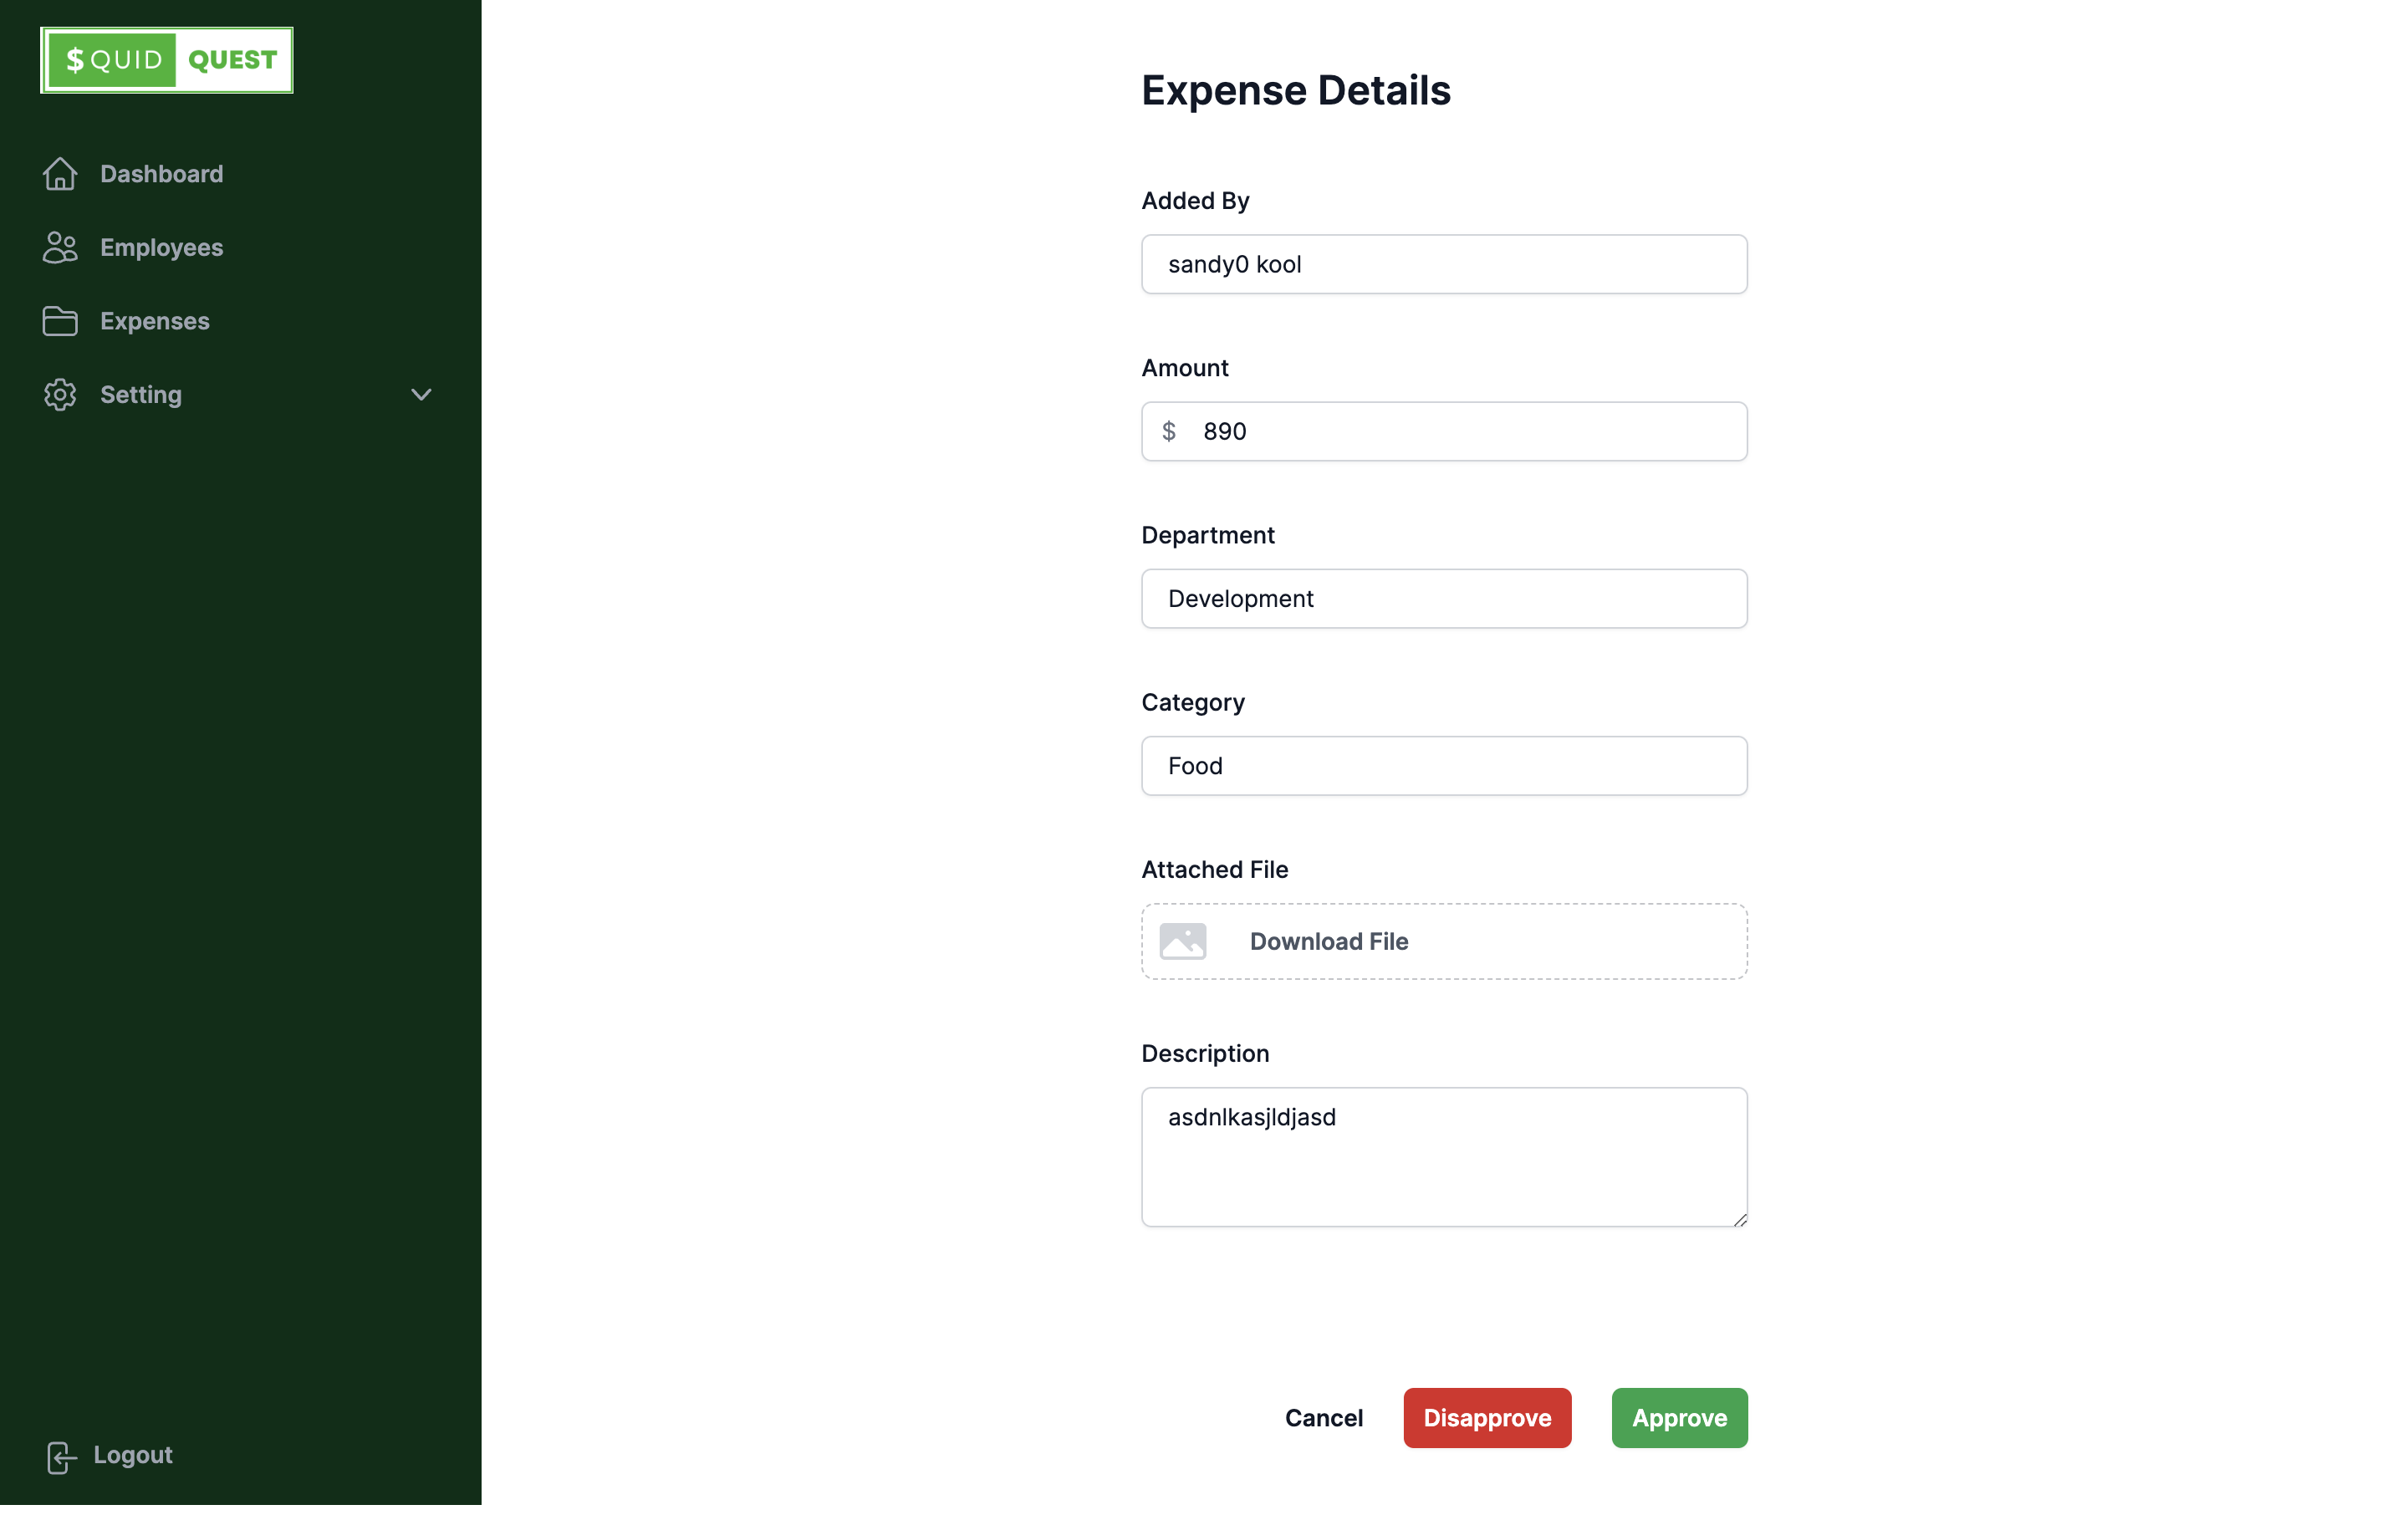 $QUID QUEST
Dashboard
Employees
Expenses
Setting
Logout
Expense Details
Added By
sandy0 kool
Amount
$ 890
Department
Development
Category
Food
Attached File
Download File
Description
asdnlkasjldjasd
Cancel Disapprove Approve